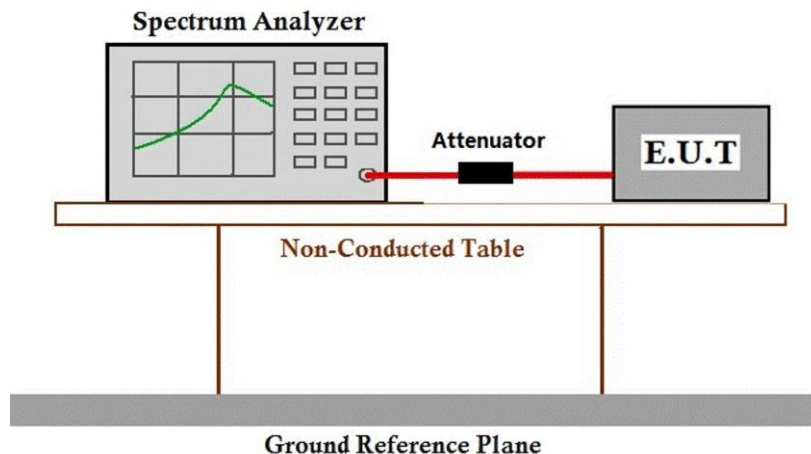 Spectrum Analyzer
Attenuator
E.U.T
Non-Conducted Table
Ground Reference Plane